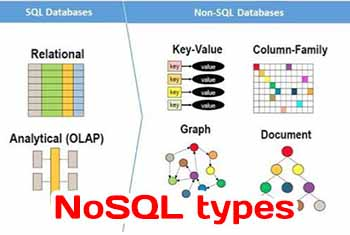 SQL Databases
Non-SQL Databases
Relational
Analytical (OLAP)
Key-Value
key value
key value
key value
key value
Column-Family
Graph
Document
NoSQL types